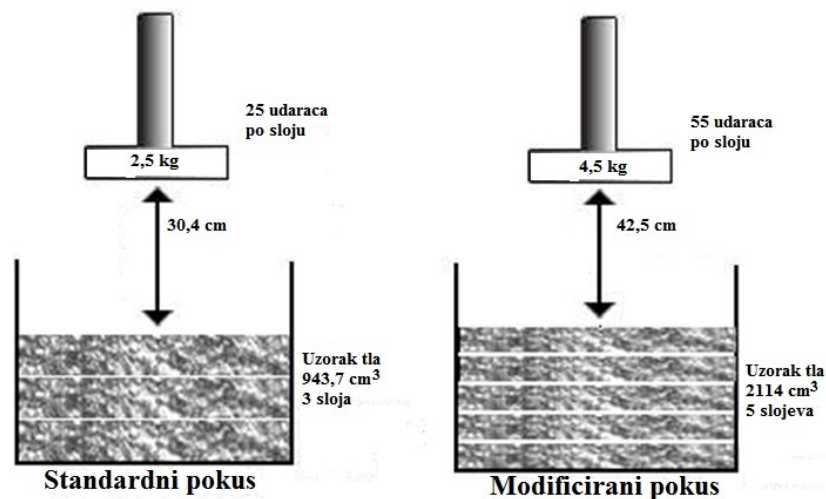 25 udaraca
po sloju
2,5 kg
30,4 cm
Uzorak tla
943,7 cm³
3 sloja
Standardni pokus
55 udaraca
po sloju
4,5 kg
42,5 cm
Uzorak tla
2114 cm³
5 slojeva
Modificirani pokus